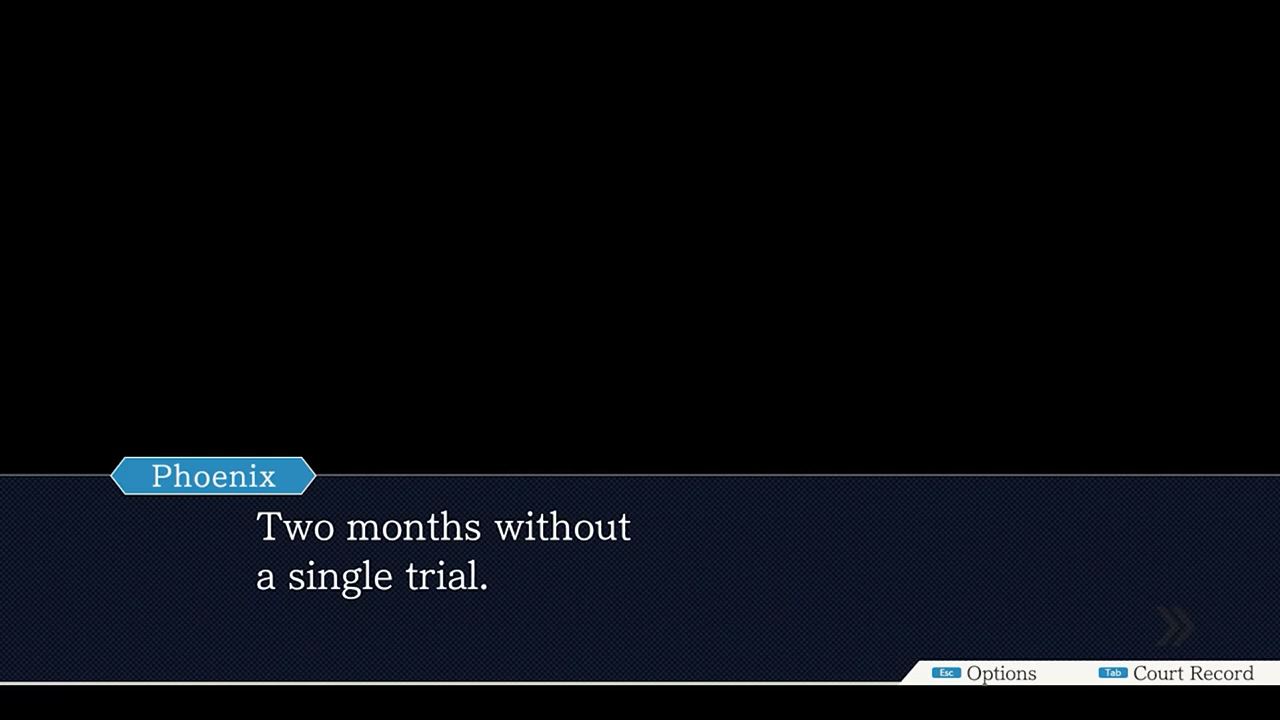 Phoenix
Two months without
a single trial.
Esc Options Tab Court Record